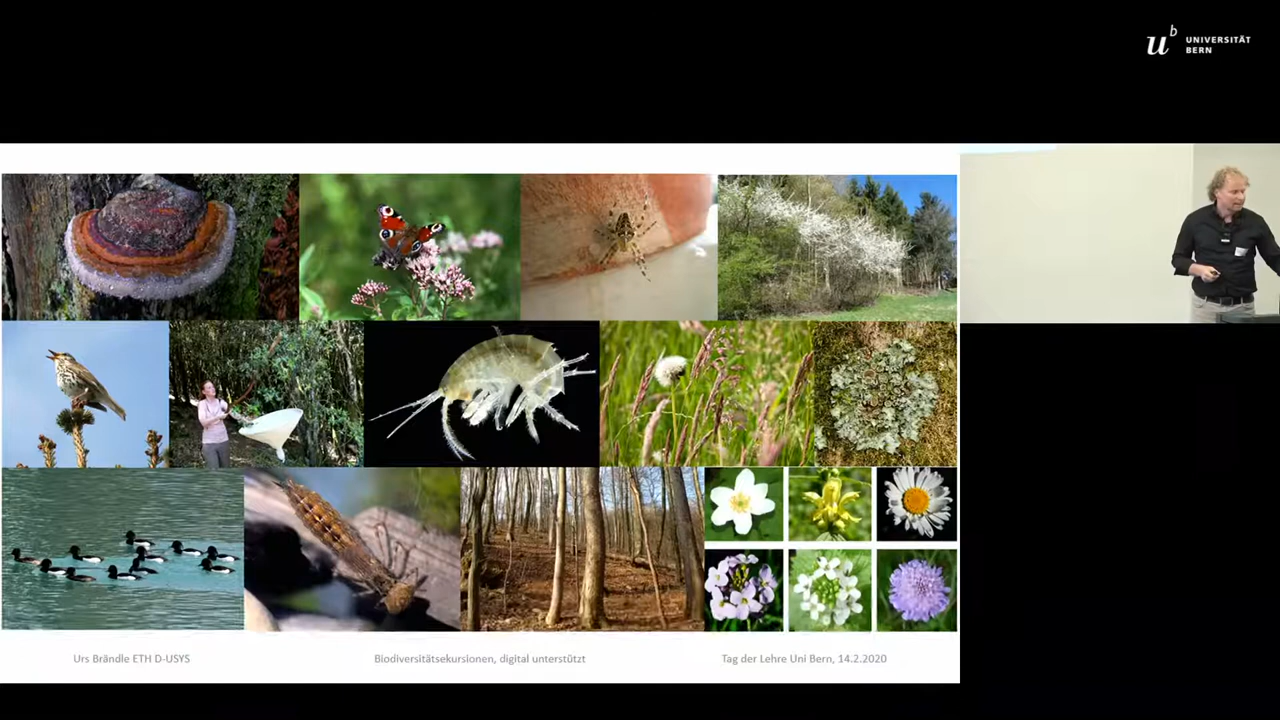 u b UNIVERSITÄT
BERN
Urs Brändle ETH D-USYS
Biodiversitätsekursionen, digital unterstützt
Tag der Lehre Uni Bern, 14.2.2020